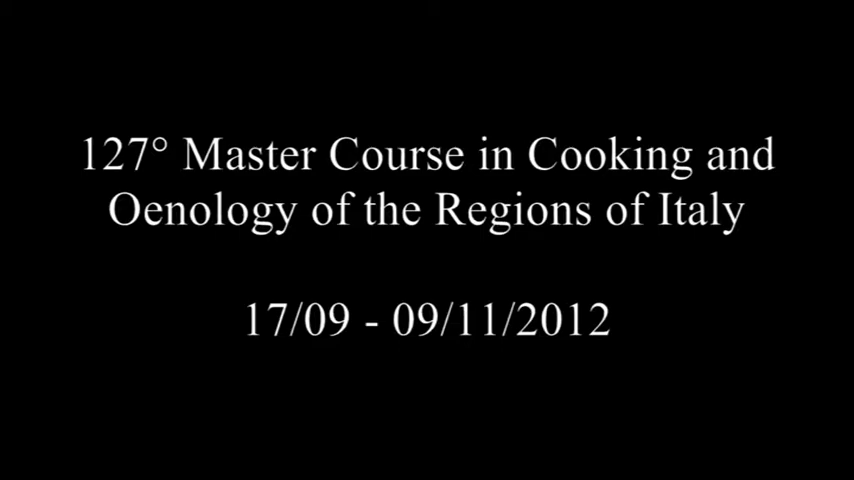 127° Master Course in Cooking and
Oenology of the Regions of Italy
17/09 - 09/11/2012